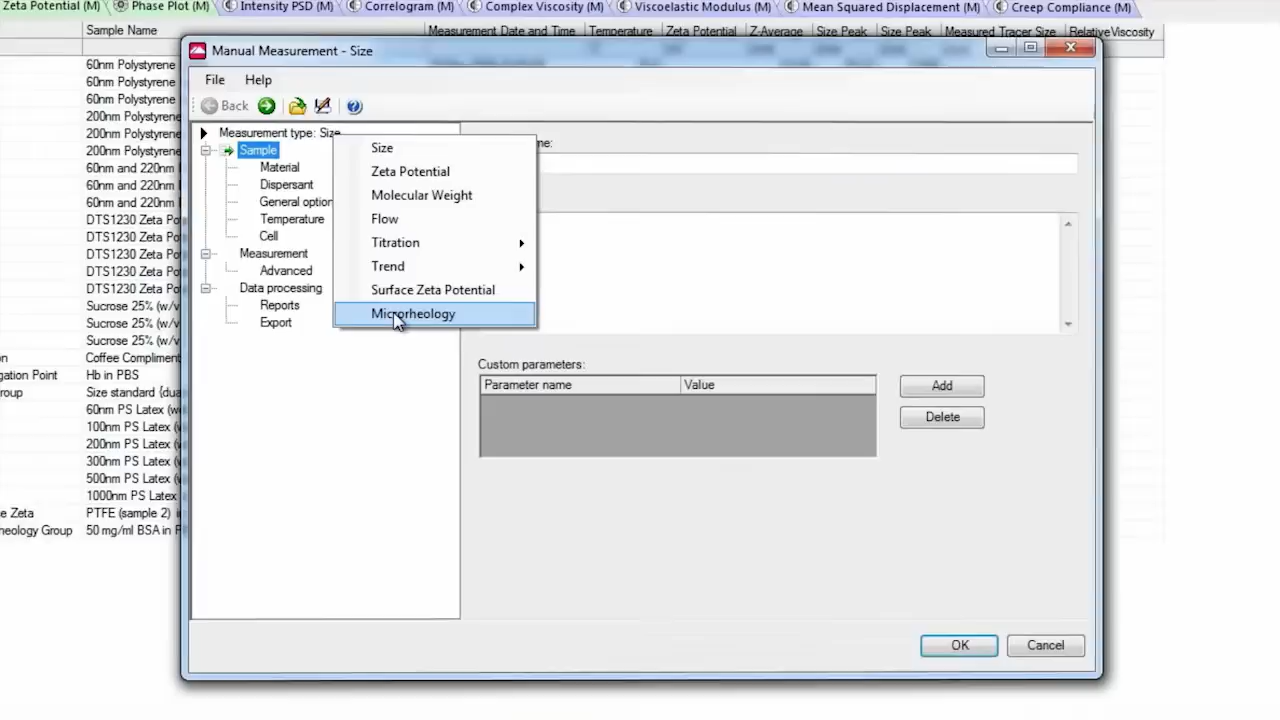 Zeta Potential (M) Phase Plot (M) Intensity PSD (M) Correlogram (M) Complex Viscosity (M) Viscoelastic Modulus (M) Mean Squared Displacement (M) Creep Compliance (M)
Sample Name Measurement Date and Time Temperature Zeta Potential Z-Average Size Peak Size Peak Measured Tracer Size Relative Viscosity
Manual Measurement - Size
File Help
Back
Measurement type: Size
Sample
Material
Dispersant
General option
Temperature
Cell
Measurement
Advanced
Data processing
Reports
Export
Size
Zeta Potential
Molecular Weight
Flow
Titration
Trend
Surface Zeta Potential
Microrheology
me:
Custom parameters:
Parameter name Value
Add
Delete
OK Cancel
60nm Polystyrene
60nm Polystyrene
60nm Polystyrene
200nm Polystyrene
200nm Polystyrene
200nm Polystyrene
60nm and 220nm
60nm and 220nm
60nm and 220nm
DTS1230 Zeta Po
DTS1230 Zeta Po
DTS1230 Zeta Po
DTS1230 Zeta Po
DTS1230 Zeta Po
Sucrose 25% (w/v
Sucrose 25% (w/v
Sucrose 25% (w/v
on Coffee Compliment
gation Point Hb in PBS
roup Size standard {dua
60nm PS Latex (w
100nm PS Latex (
200nm PS Latex (
300nm PS Latex (
500nm PS Latex (
1000nm PS Latex
e Zeta PTFE (sample 2) i
heology Group 50 mg/ml BSA in P